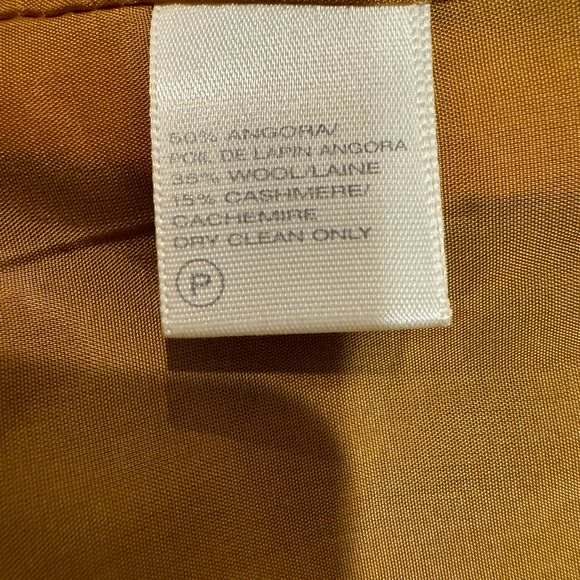 50% ANGORA/
POIL DE LAPIN ANGORA
35% WOOL/LAINE
15% CASHMERE/
CACHEMIRE
DRY CLEAN ONLY
P